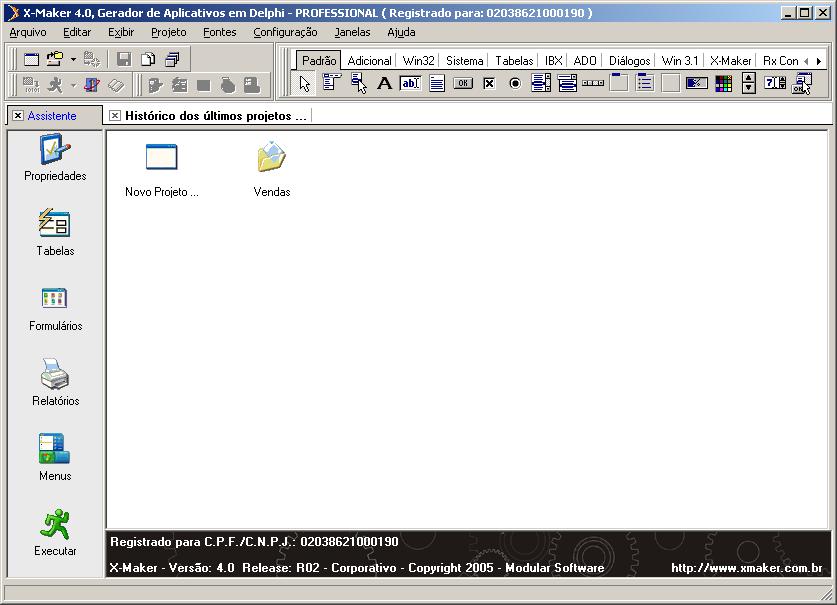 X-Maker 4.0, Gerador de Aplicativos em Delphi - PROFESSIONAL ( Registrado para: 02038621000190 )
Arquivo Editar Exibir Projeto Fontes Configuração Janelas Ajuda
Padrão Adicional Win32 Sistema Tabelas IBX ADO Diálogos Win 3.1 X-Maker Rx Con
A ab OK
Assistente
Histórico dos últimos projetos ...
Propriedades
Novo Projeto ...
Vendas
Tabelas
Formulários
Relatórios
Menus
Executar
Registrado para C.P.F./C.N.P.J.: 02038621000190
X-Maker - Versão: 4.0 Release: R02 - Corporativo - Copyright 2005 - Modular Software
http://www.xmaker.com.br